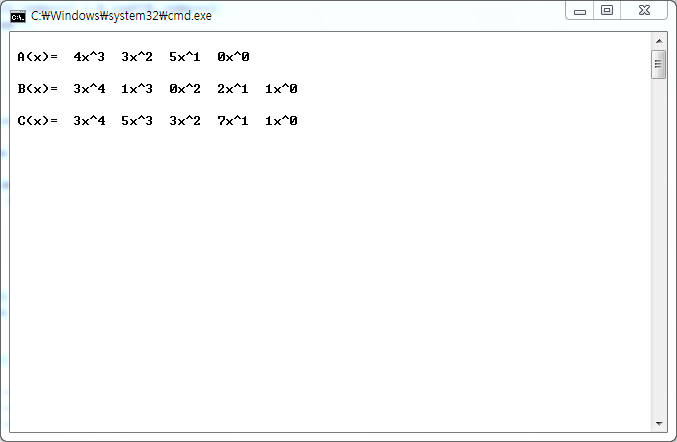 C:\Windows\system32\cmd.exe
A(x)= 4x^3 3x^2 5x^1 0x^0
B(x)= 3x^4 1x^3 0x^2 2x^1 1x^0
C(x)= 3x^4 5x^3 3x^2 7x^1 1x^0